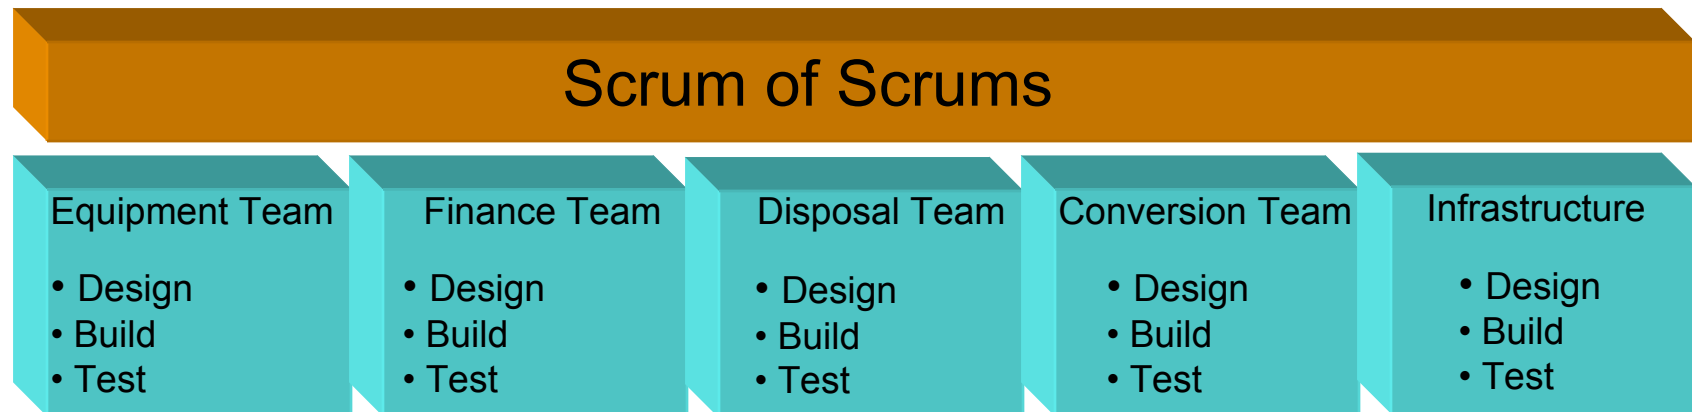 Scrum of Scrums
Equipment Team
• Design
• Build
• Test
Finance Team
• Design
• Build
• Test
Disposal Team
• Design
• Build
• Test
Conversion Team
• Design
• Build
• Test
Infrastructure
• Design
• Build
• Test